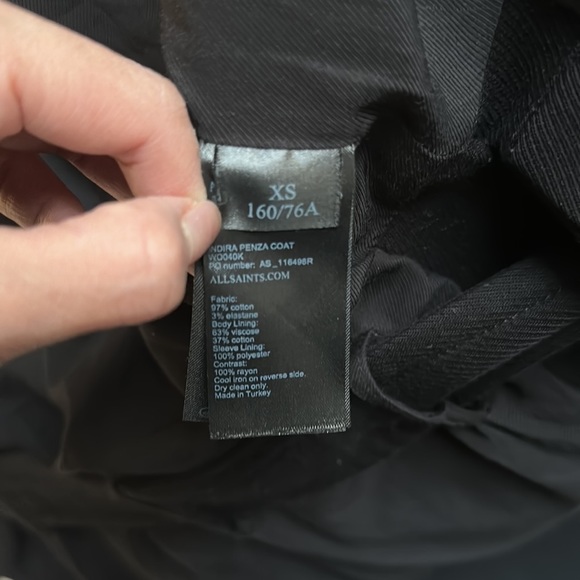 XS
160/76A
NDIRA PENZA COAT
WO040K
PO number: AS_116496R
ALLSAINTS.COM
Fabric:
97% cotton
3% elastane
Body Lining:
63% viscose
37% cotton
Sleeve Lining:
100% polyester
Contrast:
100% rayon
Cool iron on reverse side.
Dry clean only.
Made in Turkey